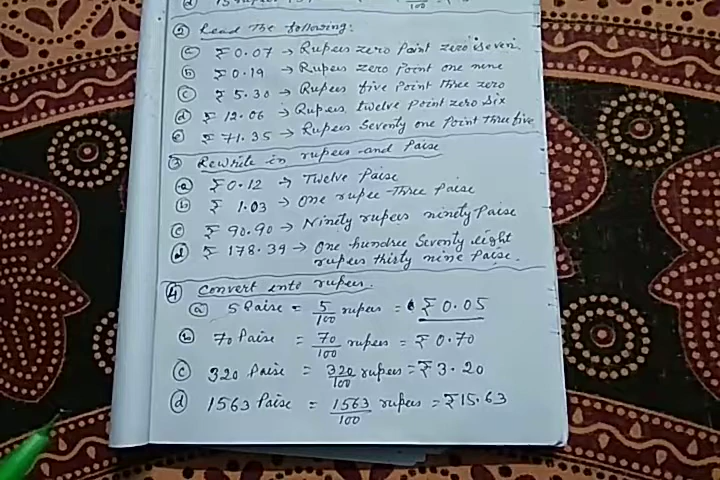 ② Read The following:
ⓐ ₹ 0.07 → Rupees zero Point zero seven.
ⓑ ₹ 0.19 → Rupees zero Point one nine
ⓒ ₹ 5.30 → Rupees five Point Three zero
ⓓ ₹ 12.06 → Rupees twelve Point zero Six
ⓔ ₹ 71.35 → Rupees Seventy one Point Three five
③ Rewrite in rupees and Paise
ⓐ ₹ 0.12 → Twelve Paise
ⓑ ₹ 1.03 → One rupee Three Paise
ⓒ ₹ 90.90 → Ninety rupees ninety Paise
ⓓ ₹ 178.39 → One hundree Seventy eight
rupees thirty nine Paise.
④ Convert into rupees.
ⓐ 5 Paise = 5/100 rupees = ₹ 0.05
ⓑ 70 Paise = 70/100 rupees = ₹ 0.70
ⓒ 320 Paise = 320/100 rupees = ₹ 3.20
ⓓ 1563 Paise = 1563/100 rupees = ₹ 15.63